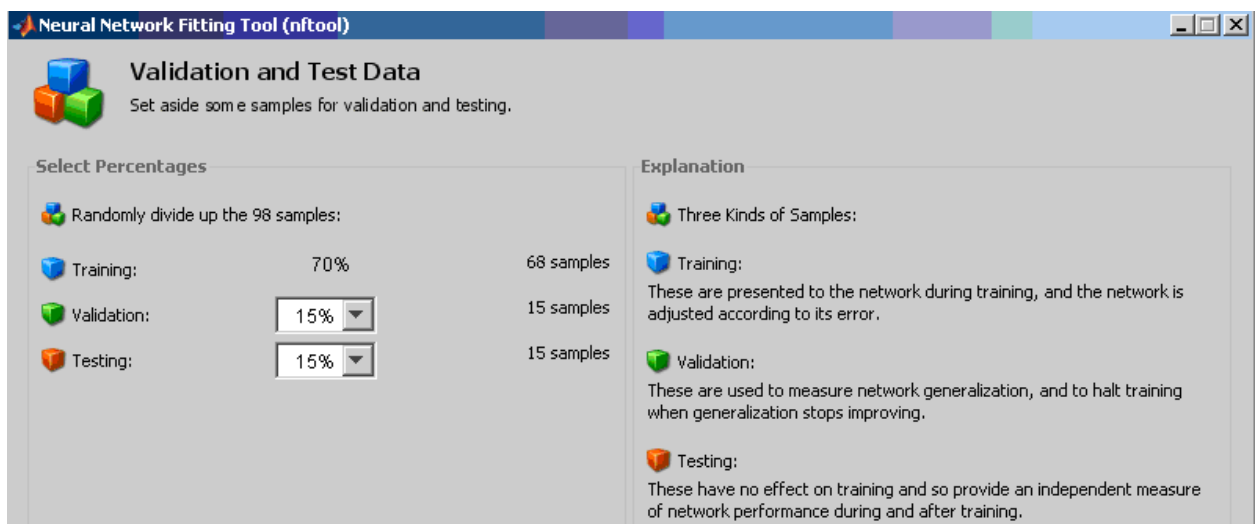 Neural Network Fitting Tool (nftool)
Validation and Test Data
Set aside some samples for validation and testing.
Select Percentages
Randomly divide up the 98 samples:
Training: 70% 68 samples
Validation: 15% 15 samples
Testing: 15% 15 samples
Explanation
Three Kinds of Samples:
Training:
These are presented to the network during training, and the network is
adjusted according to its error.
Validation:
These are used to measure network generalization, and to halt training
when generalization stops improving.
Testing:
These have no effect on training and so provide an independent measure
of network performance during and after training.